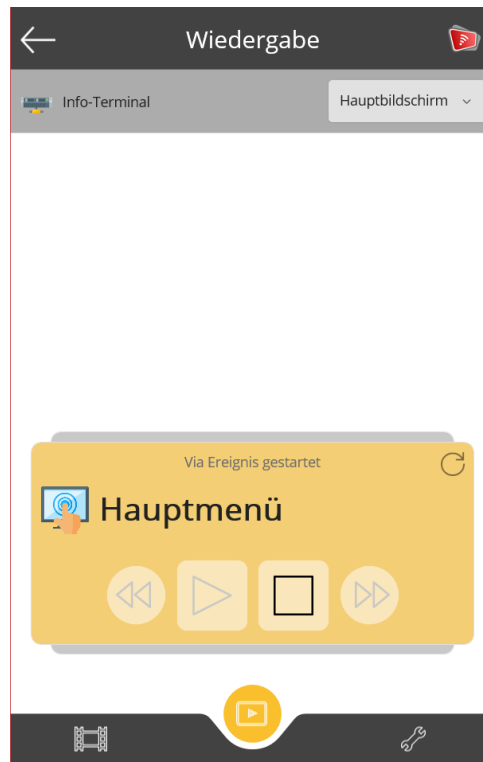 Wiedergabe
Info-Terminal
Hauptbildschirm
Via Ereignis gestartet
Hauptmenü